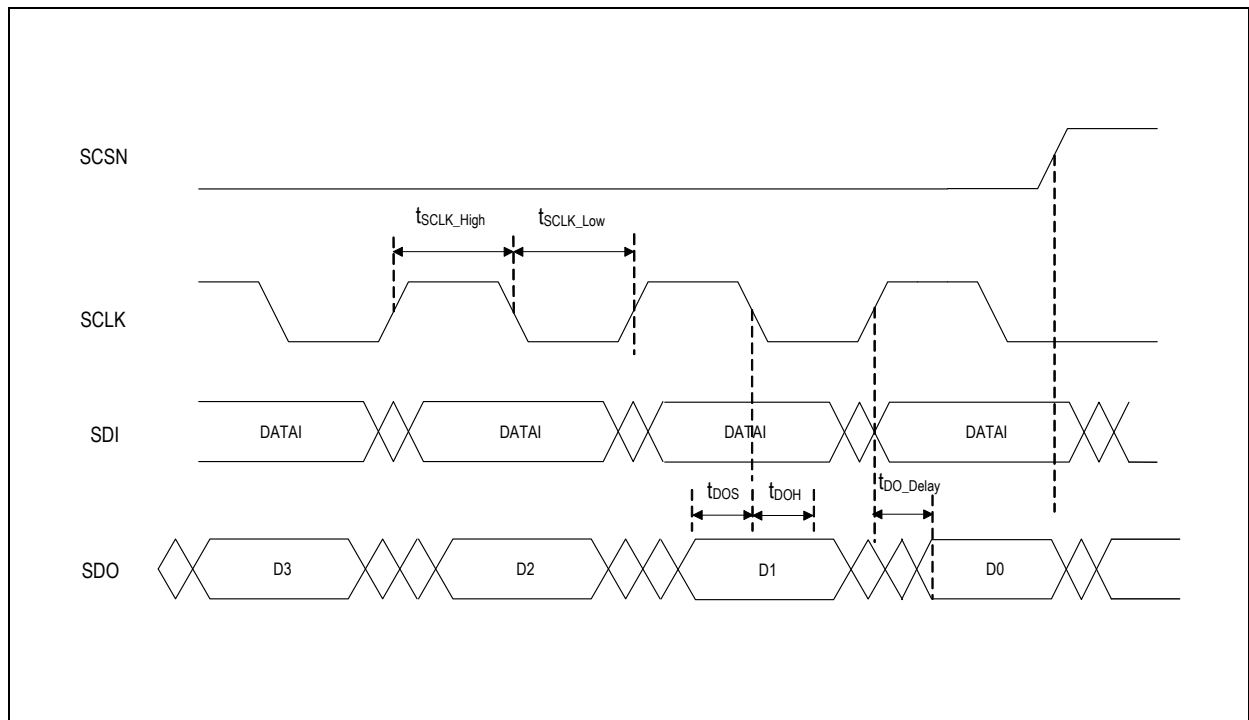 SCSN
tSCLK_High tSCLK_Low
SCLK
SDI DATAI DATAI DATAI DATAI
tDOS tDOH tDO_Delay
SDO D3 D2 D1 D0